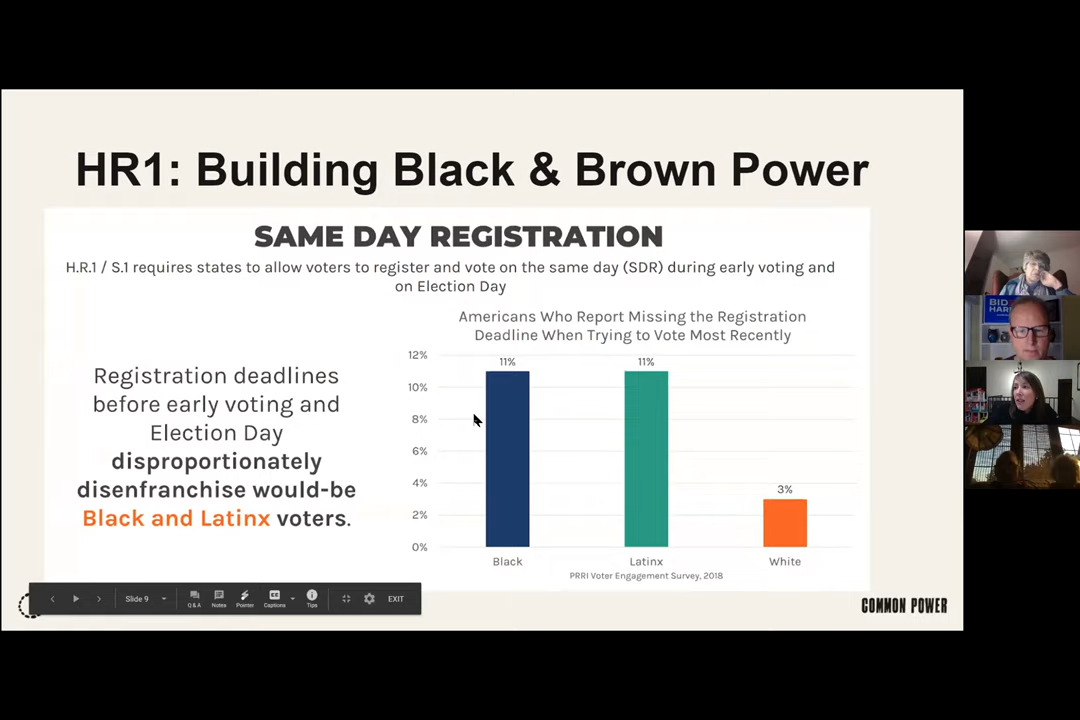 HR1: Building Black & Brown Power
SAME DAY REGISTRATION
H.R.1 / S.1 requires states to allow voters to register and vote on the same day (SDR) during early voting and
on Election Day
Registration deadlines
before early voting and
Election Day
disproportionately
disenfranchise would-be
Black and Latinx voters.
Americans Who Report Missing the Registration
Deadline When Trying to Vote Most Recently
12%
10%
8%
6%
4%
2%
0%
11%
11%
3%
Black
Latinx
White
PRRI Voter Engagement Survey, 2018
Slide 9
Q & A
Notes
Pointer
Captions
Tips
EXIT
COMMON POWER
BID
HAR